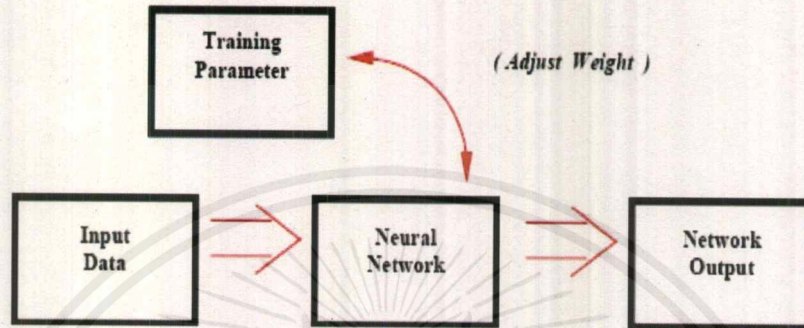 Training
Parameter
( Adjust Weight )
Input
Data
Neural
Network
Network
Output